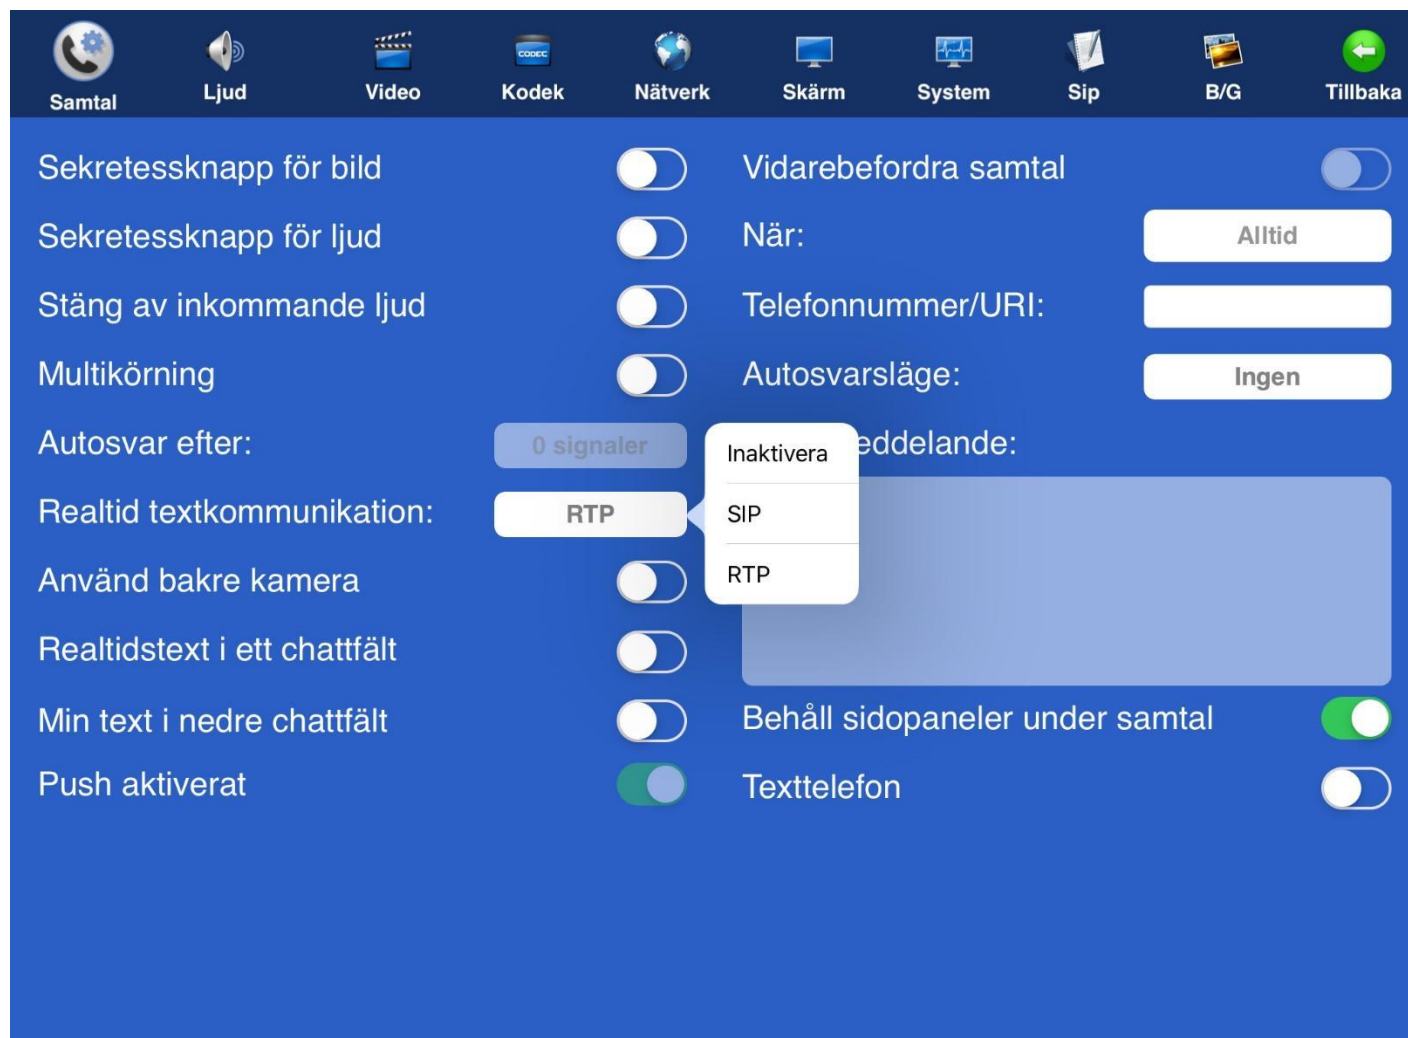 Samtal
Ljud
Video
CODEC
Kodek
Nätverk
Skärm
System
Sip
B/G
Tillbaka
Sekretessknapp för bild
Sekretessknapp för ljud
Stäng av inkommande ljud
Multikörning
Autosvar efter:
0 signaler
Realtid textkommunikation:
RTP
Använd bakre kamera
Realtidstext i ett chattfält
Min text i nedre chattfält
Push aktiverat
Inaktivera
SIP
RTP
Vidarebefordra samtal
När:
Alltid
Telefonnummer/URI:
Autosvarsläge:
Ingen
eddelande:
Behåll sidopaneler under samtal
Texttelefon